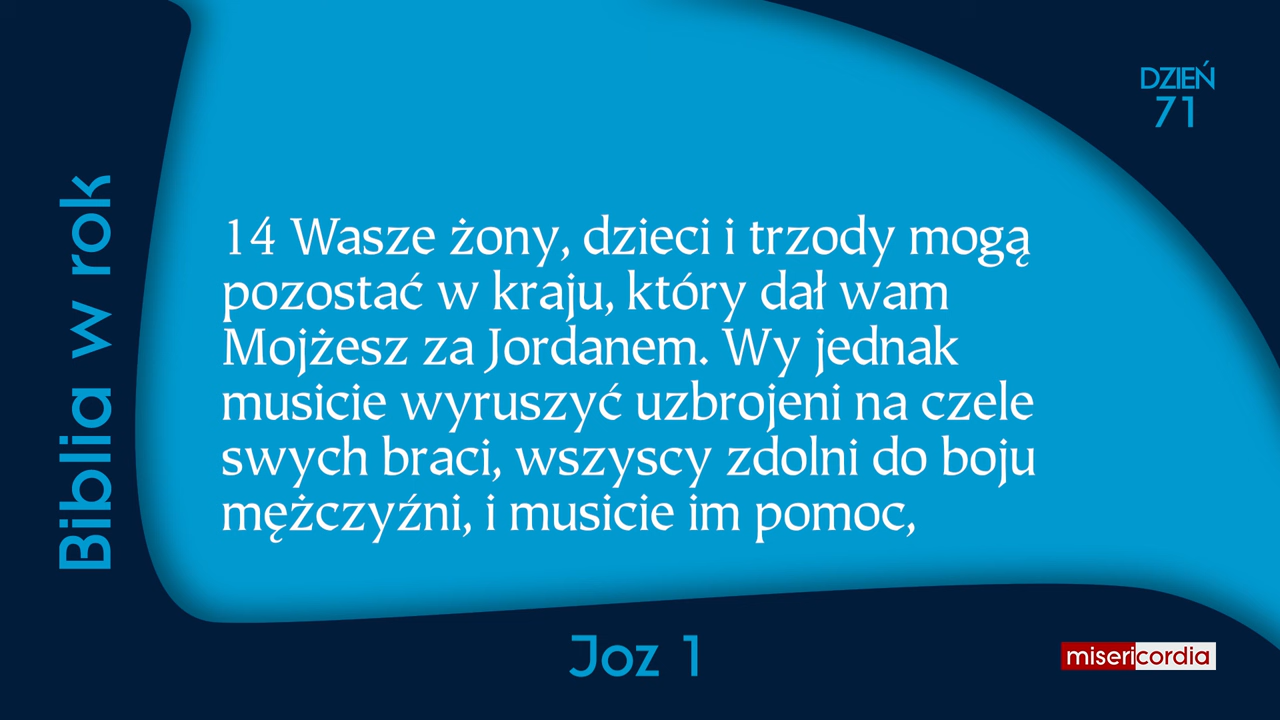 DZIEŃ
71
Biblia w rok
14 Wasze żony, dzieci i trzody mogą
pozostać w kraju, który dał wam
Mojżesz za Jordanem. Wy jednak
musicie wyruszyć uzbrojeni na czele
swych braci, wszyscy zdolni do boju
mężczyźni, i musicie im pomoc,
Joz 1
misericordia